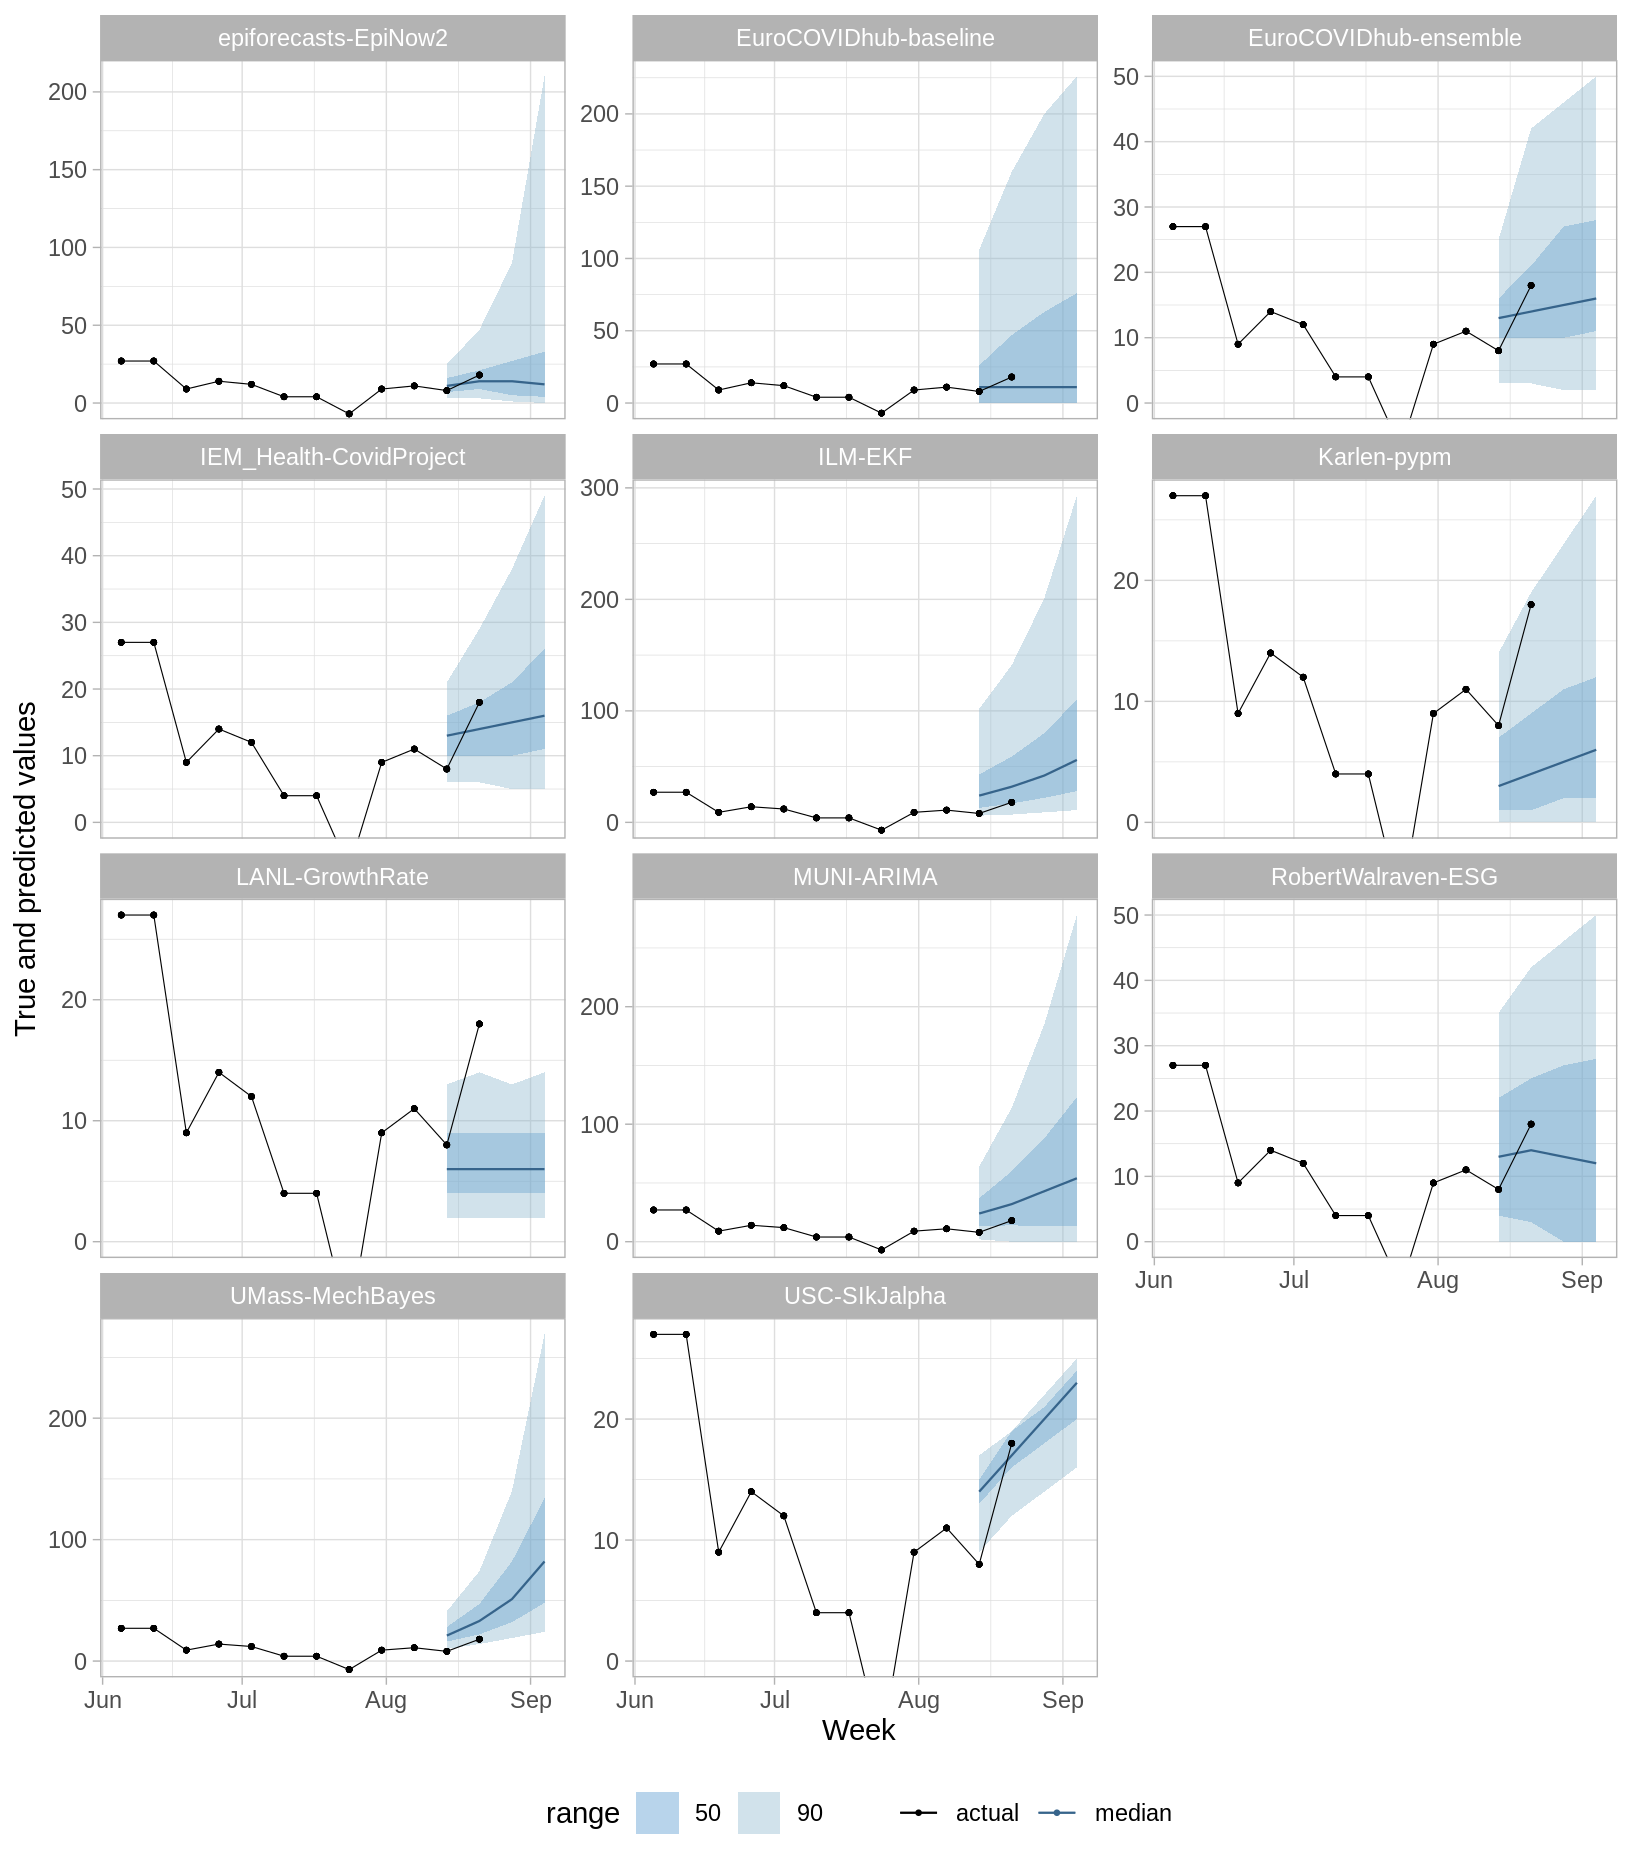 epiforecasts-EpiNow2
EuroCOVIDhub-baseline
EuroCOVIDhub-ensemble
200
150
100
50
0
200
150
100
50
0
50
40
30
20
10
0
IEM_Health-CovidProject
ILM-EKF
Karlen-pypm
50
40
30
20
10
0
300
200
100
0
20
10
0
True and predicted values
LANL-GrowthRate
MUNI-ARIMA
RobertWalraven-ESG
20
10
0
200
100
0
50
40
30
20
10
0
Jun Jul Aug Sep
UMass-MechBayes
USC-SIkJalpha
200
100
0
20
10
0
Jun Jul Aug Sep
Jun Jul Aug Sep
Week
range 50 90 actual median